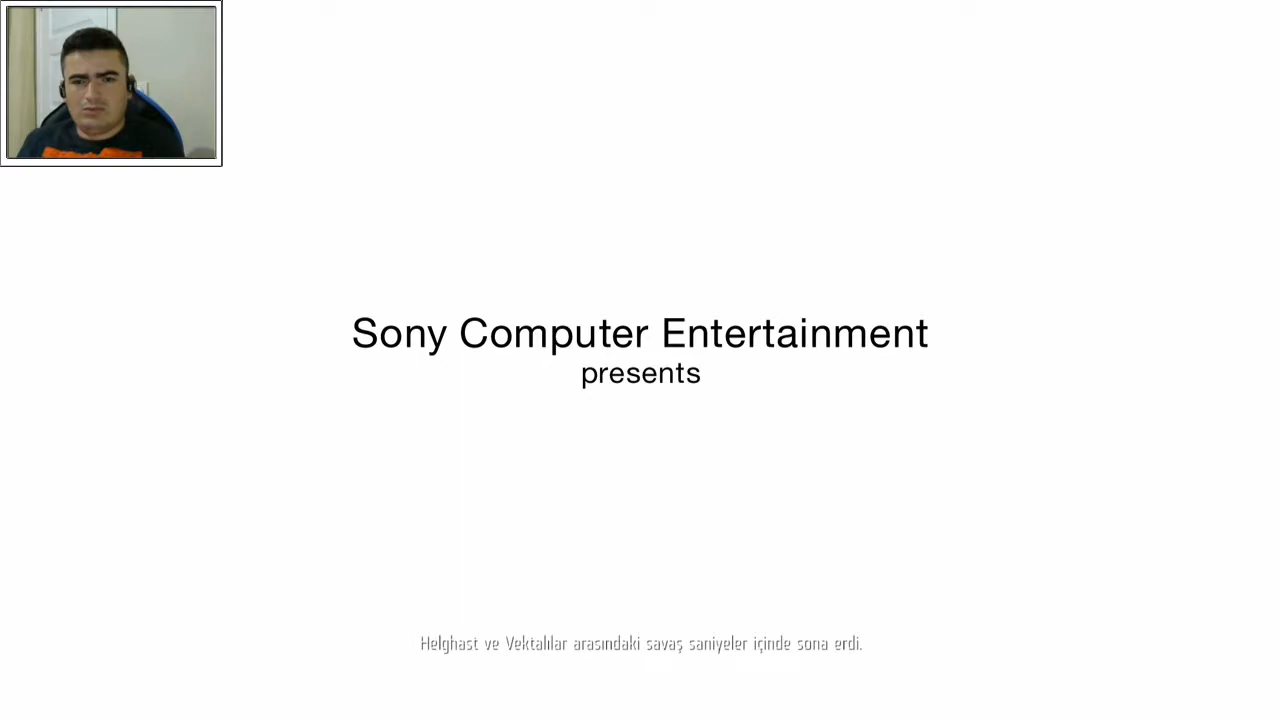 Sony Computer Entertainment
presents
Helghast ve Vektalılar arasındaki savaş saniyeler içinde sona erdi.